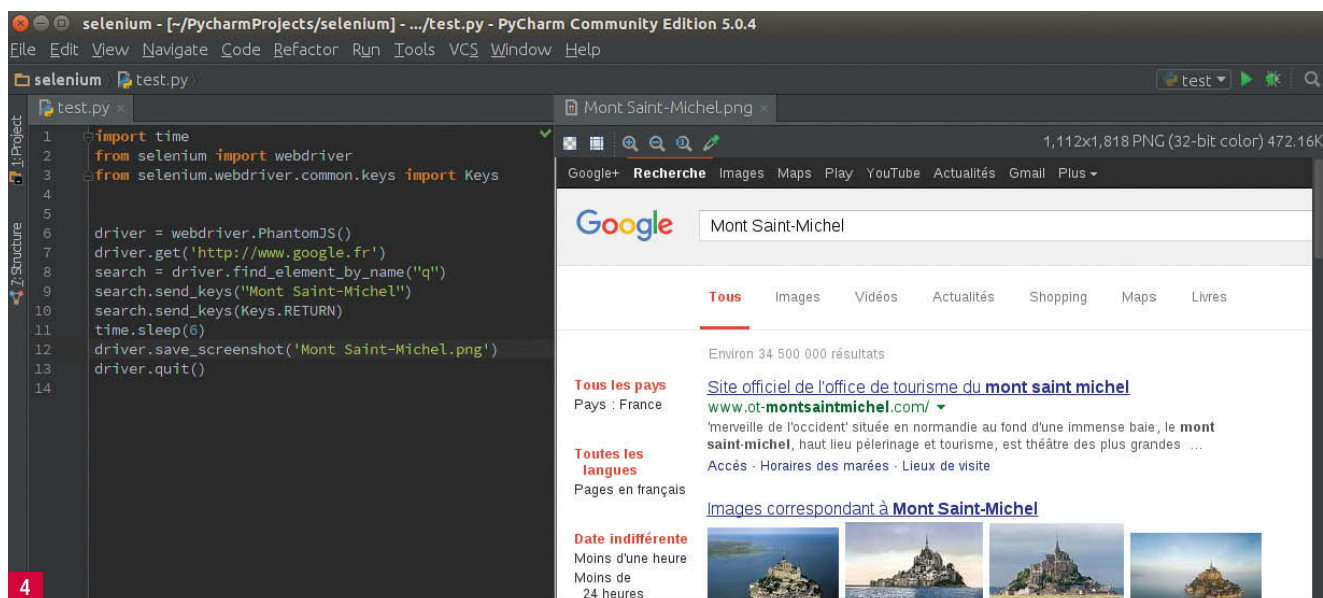 selenium - [~/PycharmProjects/selenium] - .../test.py - PyCharm Community Edition 5.0.4
File Edit View Navigate Code Refactor Run Tools VCS Window Help
selenium test.py
test
1: Project
7: Structure
test.py
1 import time
2 from selenium import webdriver
3 from selenium.webdriver.common.keys import Keys
4
5
6 driver = webdriver.PhantomJS()
7 driver.get('http://www.google.fr')
8 search = driver.find_element_by_name("q")
9 search.send_keys("Mont Saint-Michel")
10 search.send_keys(Keys.RETURN)
11 time.sleep(6)
12 driver.save_screenshot('Mont Saint-Michel.png')
13 driver.quit()
14
Mont Saint-Michel.png
1,112x1,818 PNG (32-bit color) 472.16K
Google+ Recherche Images Maps Play YouTube Actualités Gmail Plus
Google Mont Saint-Michel
Tous Images Vidéos Actualités Shopping Maps Livres
Environ 34 500 000 résultats
Tous les pays
Pays : France
Toutes les
langues
Pages en français
Date indifférente
Moins d'une heure
Moins de
24 heures
Site officiel de l'office de tourisme du mont saint michel
www.ot-montsaintmichel.com/
'merveille de l'occident' située en normandie au fond d'une immense baie, le mont
saint-michel, haut lieu pèlerinage et tourisme, est théâtre des plus grandes ...
Accès - Horaires des marées - Lieux de visite
Images correspondant à Mont Saint-Michel
4